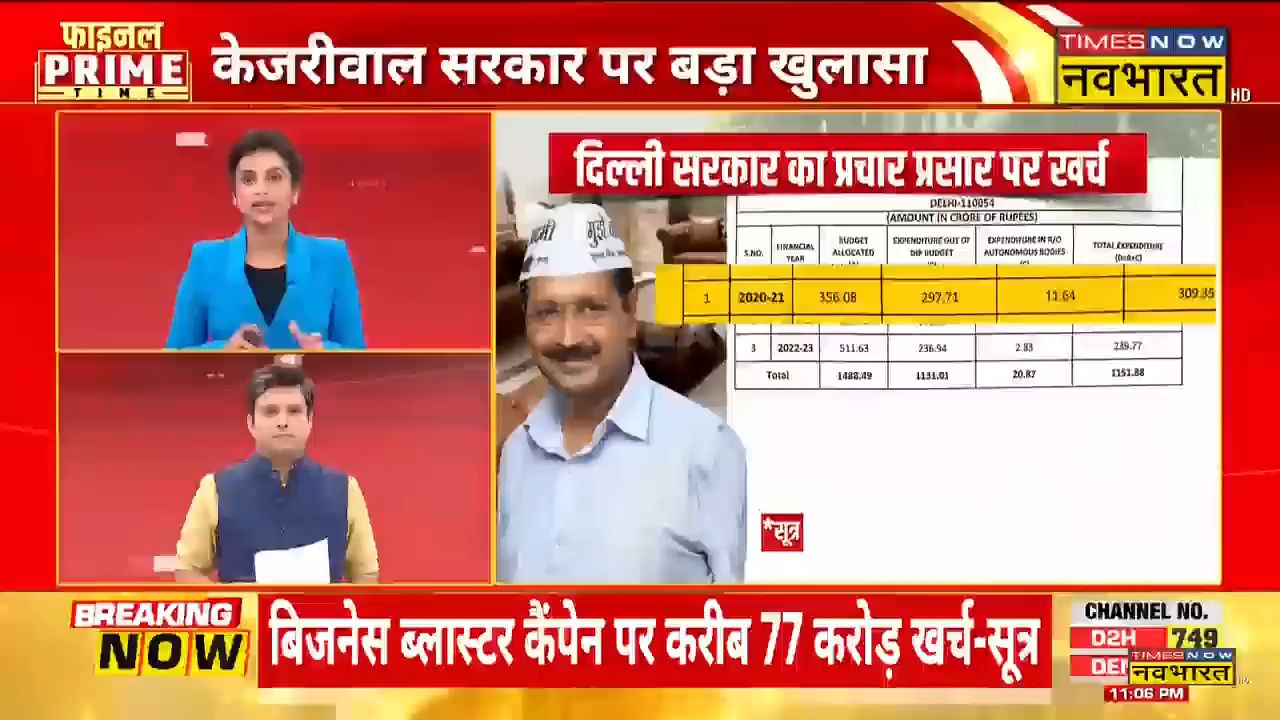 फाइनल
PRIME
TIME
केजरीवाल सरकार पर बड़ा खुलासा
TIMES NOW
नवभारत
HD
दिल्ली सरकार का प्रचार प्रसार पर खर्च
DELHI-110054
(AMOUNT IN CRORE OF RUPEES)
S.NO. FINANCIAL YEAR BUDGET ALLOCATED EXPENDITURE OUT OF DIP BUDGET EXPENDITURE IN R/O AUTONOMOUS BODIES TOTAL EXPENDITURE
1 2020-21 356.08 297.71 11.64 309.35
3 2022-23 511.63 236.94 2.83 239.77
Total 1488.49 1131.01 20.87 1151.88
*सूत्र
BREAKING
NOW
बिजनेस ब्लास्टर कैंपेन पर करीब 77 करोड़ खर्च-सूत्र
CHANNEL NO.
D2H 749
TIMES NOW
नवभारत
11:06 PM